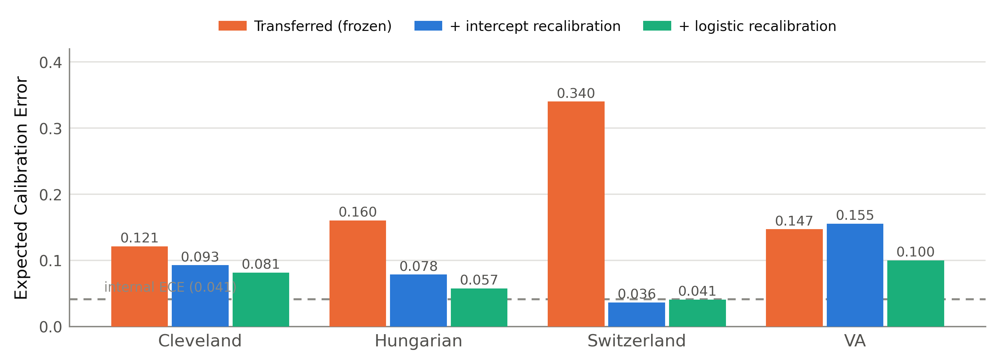 Transferred (frozen)
+ intercept recalibration
+ logistic recalibration
Expected Calibration Error
0.4
0.3
0.2
0.1
0.0
0.121
0.093
0.081
internal ECE (0.041)
0.160
0.078
0.057
0.340
0.036
0.041
0.147
0.155
0.100
Cleveland
Hungarian
Switzerland
VA